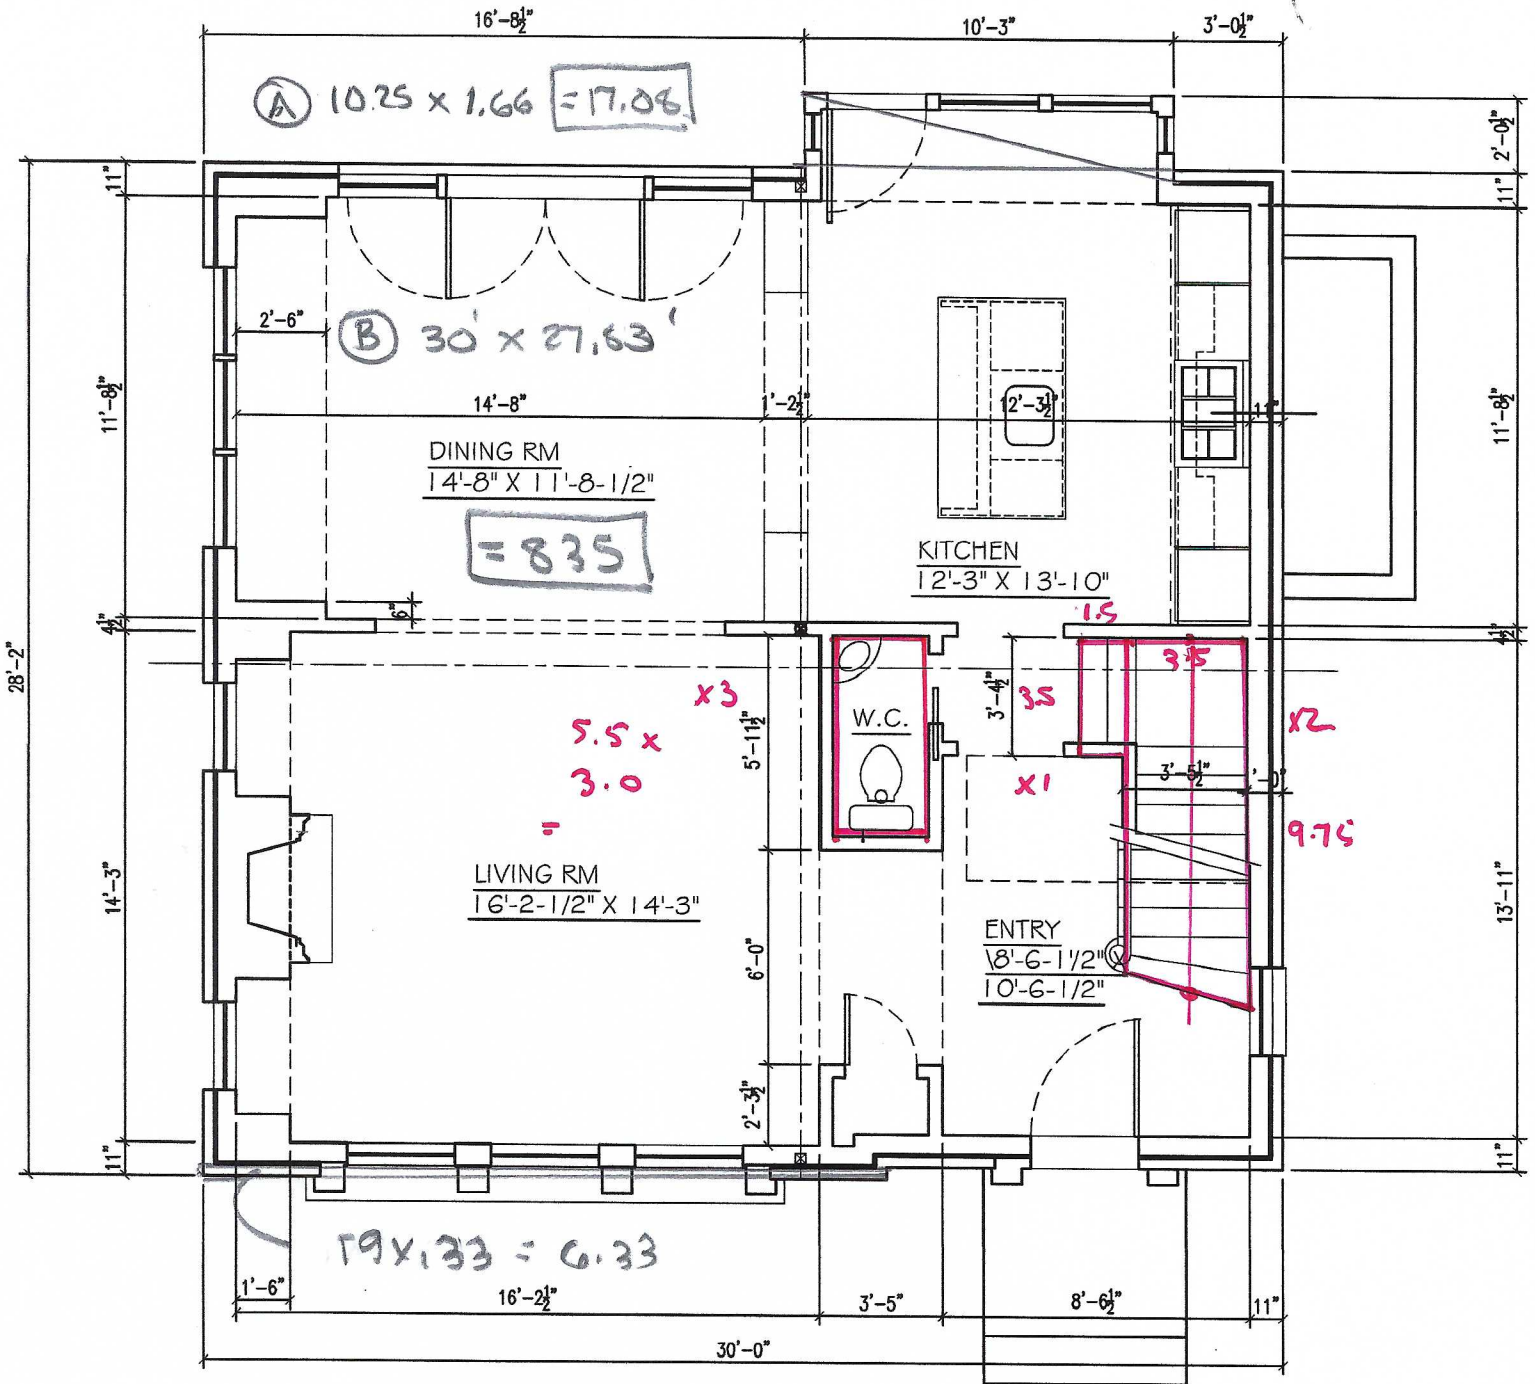 16'-8½"
10'-3"
3'-0½"
A 10.25 x 1.66 =17.08
2'-0½"
11"
11"
2'-6"
B 30' x 27.83'
11'-8½"
14'-8"
1'-2½"
12'-3½"
11"
11'-8½"
DINING RM
14'-8" X 11'-8-1/2"
= 835
KITCHEN
12'-3" X 13'-10"
6"
1.5
4½"
4½"
28'-2"
3.5
x3
3'-4½"
3.5
W.C.
5.5 x
3.0
=
5'-11½"
x2
x1
3'-5½"
1'-0"
9.75
LIVING RM
16'-2-1/2" X 14'-3"
14'-3"
13'-11"
ENTRY
8'-6-1/2" X
10'-6-1/2"
6'-0"
2'-3½"
11"
11"
19x.33 = 6.33
1'-6"
16'-2½"
3'-5"
8'-6½"
11"
30'-0"